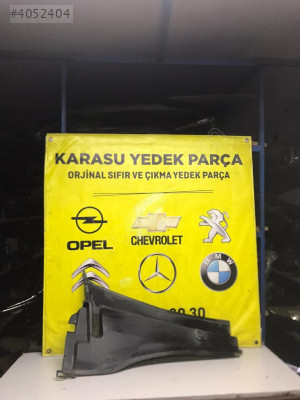 #4052404
KARASU YEDEK PARÇA
ORJİNAL SIFIR VE ÇIKMA YEDEK PARÇA
OPEL
CHEVROLET
BMW